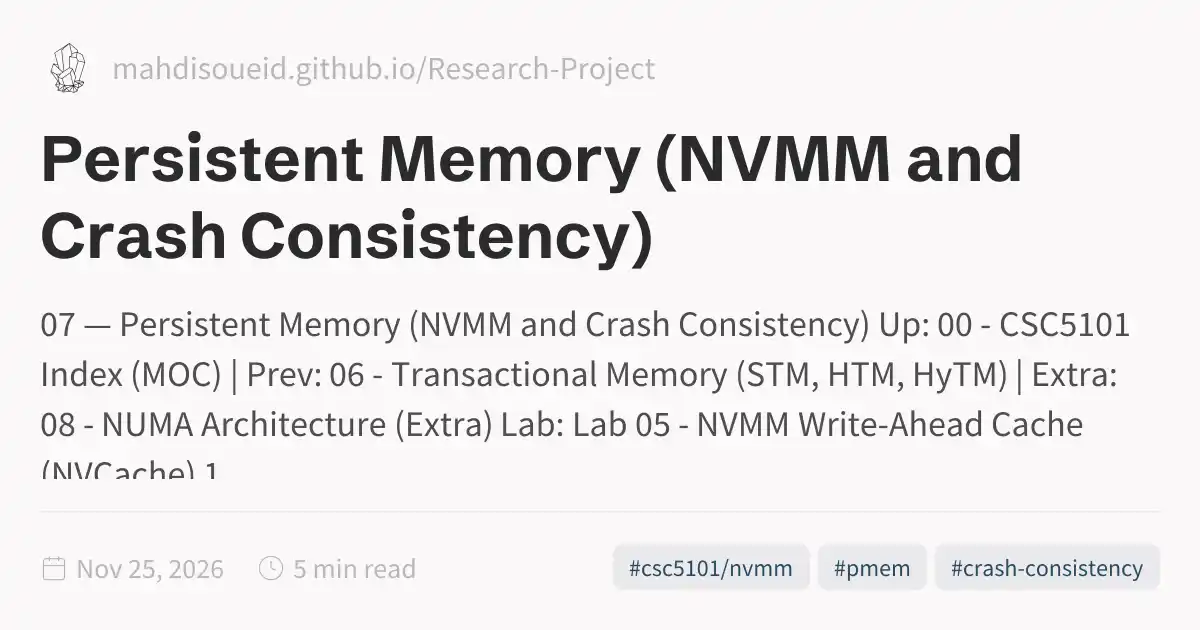 mahdisoueid.github.io/Research-Project
Persistent Memory (NVMM and
Crash Consistency)
07 — Persistent Memory (NVMM and Crash Consistency) Up: 00 - CSC5101
Index (MOC) | Prev: 06 - Transactional Memory (STM, HTM, HyTM) | Extra:
08 - NUMA Architecture (Extra) Lab: Lab 05 - NVMM Write-Ahead Cache
(NVCache) 1
Nov 25, 2026 5 min read #csc5101/nvmm #pmem #crash-consistency